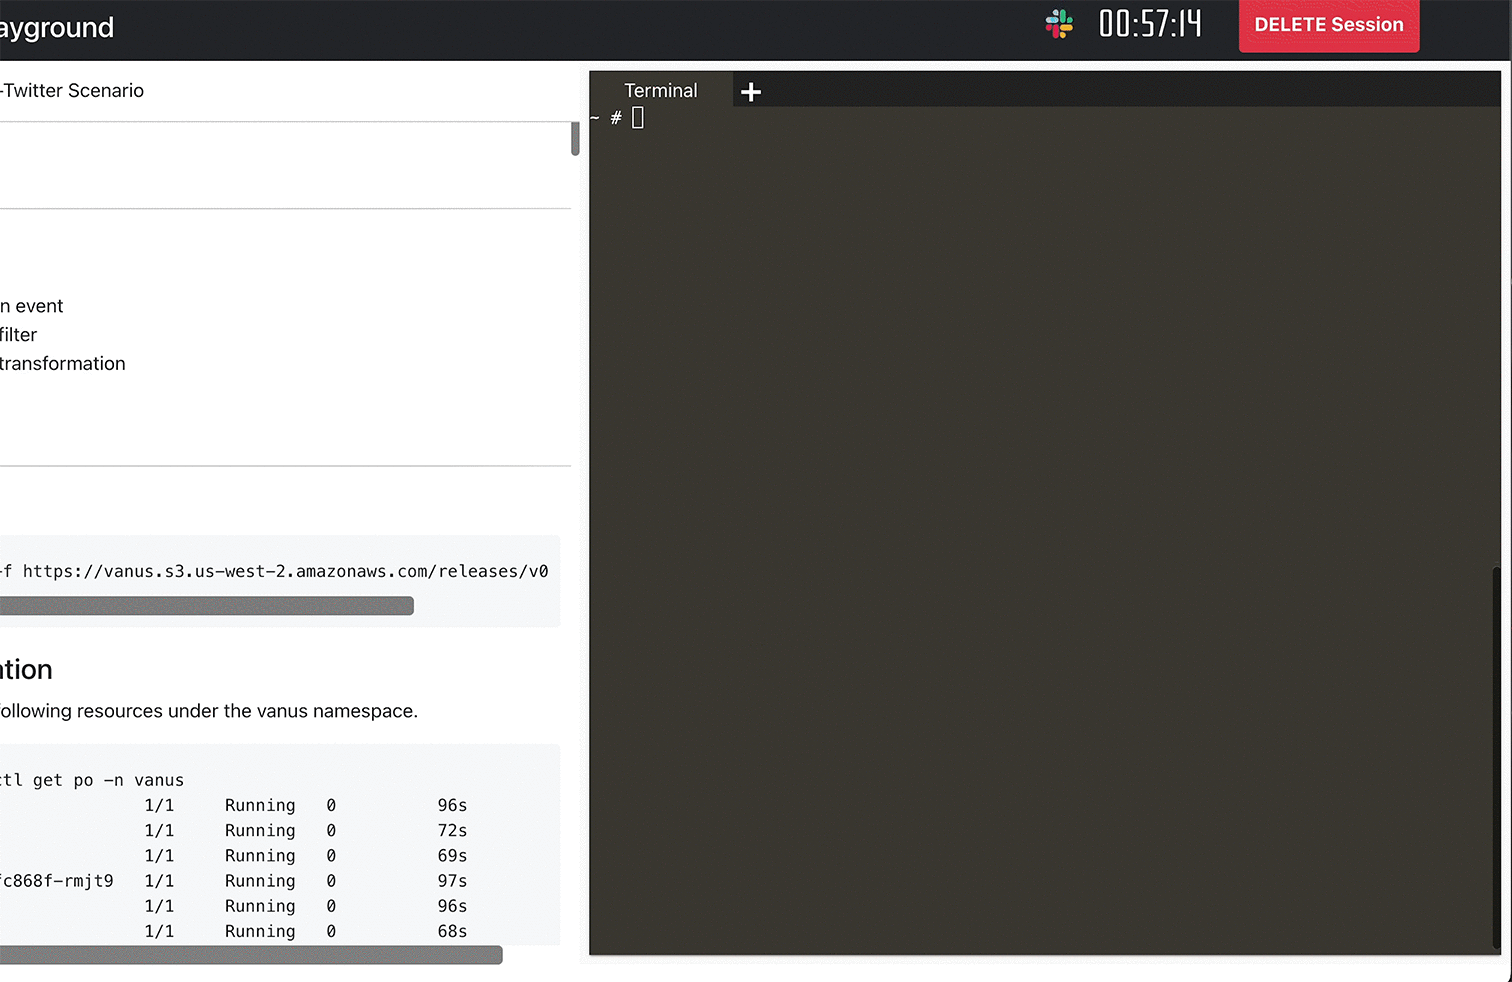 ayground
00:57:14
DELETE Session
-Twitter Scenario
n event
filter
transformation
-f https://vanus.s3.us-west-2.amazonaws.com/releases/v0
ation
ollowing resources under the vanus namespace.
ctl get po -n vanus
1/1 Running 0 96s
1/1 Running 0 72s
1/1 Running 0 69s
fc868f-rmjt9 1/1 Running 0 97s
1/1 Running 0 96s
1/1 Running 0 68s
Terminal +
~ #